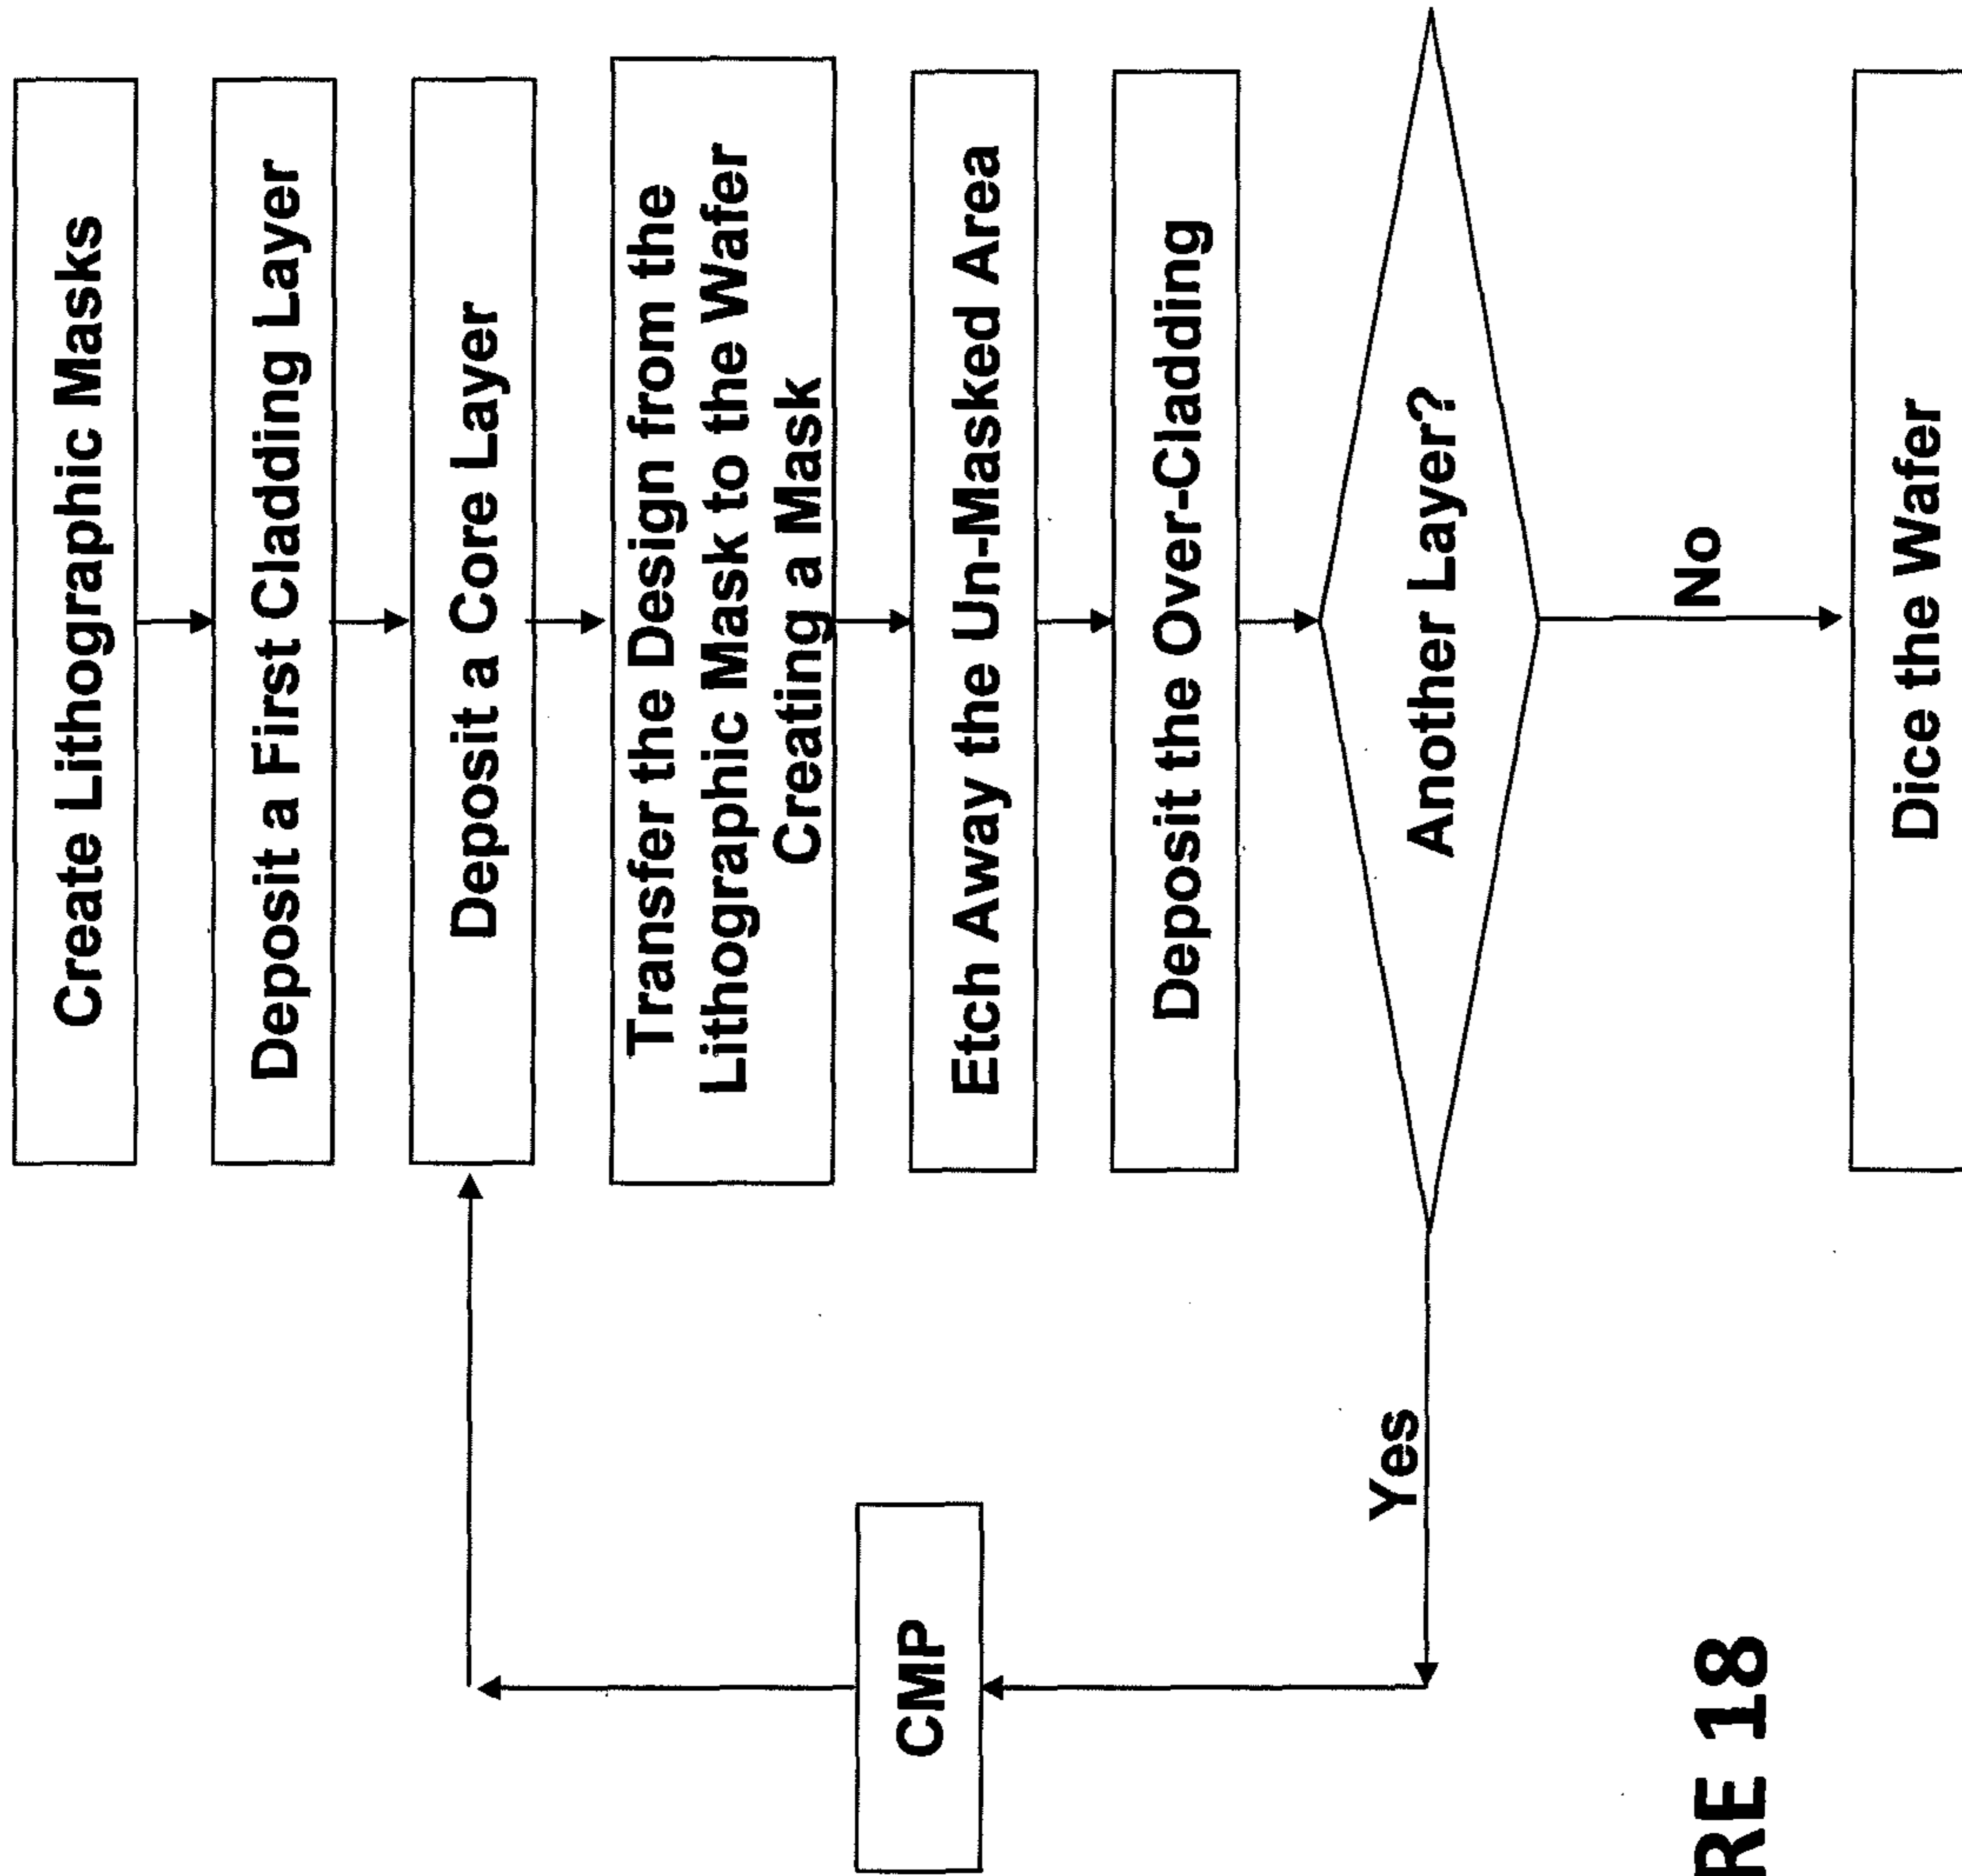 Create Lithographic Masks
Deposit a First Cladding Layer
Deposit a Core Layer
Transfer the Design from the
Lithographic Mask to the Wafer
Creating a Mask
Etch Away the Un-Masked Area
Deposit the Over-Cladding
Another Layer?
Yes
CMP
No
Dice the Wafer
RE 18